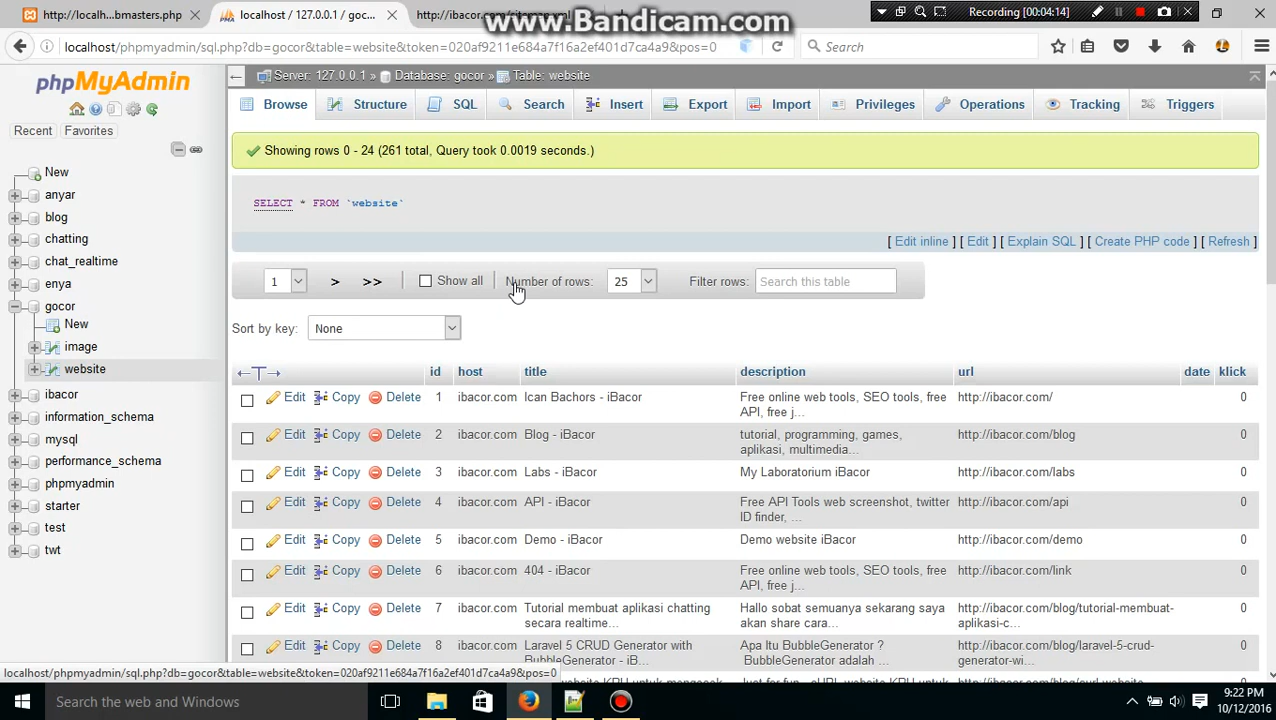 http://locaIh...bmasters.php
localhost / 127.0.0.1 / goc...
http://ibacor.com/
www.Bandicam.com
Recording [00:04:14]
localhost/phpmyadmin/sql.php?db=gocor&table=website&token=020af9211e684a7f16a2ef401d7ca4a9&pos=0
Search
phpMyAdmin
Recent
Favorites
New
anyar
blog
chatting
chat_realtime
enya
gocor
New
image
website
ibacor
information_schema
mysql
performance_schema
phpmyadmin
starter
test
twt
Server: 127.0.0.1 » Database: gocor » Table: website
Browse Structure SQL Search Insert Export Import Privileges Operations Tracking Triggers
Showing rows 0 - 24 (261 total, Query took 0.0019 seconds.)
SELECT * FROM `website`
[ Edit inline ] [ Edit ] [ Explain SQL ] [ Create PHP code ] [ Refresh ]
1 > >> Show all Number of rows: 25 Filter rows: Search this table
Sort by key: None
id host title description url date klick
Edit Copy Delete 1 ibacor.com Ican Bachors - iBacor Free online web tools, SEO tools, free http://ibacor.com/ 0
API, free j...
Edit Copy Delete 2 ibacor.com Blog - iBacor tutorial, programming, games, http://ibacor.com/blog 0
aplikasi, multimedia...
Edit Copy Delete 3 ibacor.com Labs - iBacor My Laboratorium iBacor http://ibacor.com/labs 0
Edit Copy Delete 4 ibacor.com API - iBacor Free API Tools web screenshot, twitter http://ibacor.com/api 0
ID finder, ...
Edit Copy Delete 5 ibacor.com Demo - iBacor Demo website iBacor http://ibacor.com/demo 0
Edit Copy Delete 6 ibacor.com 404 - iBacor Free online web tools, SEO tools, free http://ibacor.com/link 0
API, free j...
Edit Copy Delete 7 ibacor.com Tutorial membuat aplikasi chatting Hallo sobat semuanya sekarang saya http://ibacor.com/blog/tutorial-membuat- 0
secara realtime... akan share cara... aplikasi-c...
Edit Copy Delete 8 ibacor.com Laravel 5 CRUD Generator with Apa Itu BubbleGenerator ? http://ibacor.com/blog/laravel-5-crud- 0
BubbleGenerator - iB... BubbleGenerator adalah ... generator-wi...
localhost/phpmyadmin/sql.php?db=gocor&table=website&token=020af9211e684a7f16a2ef401d7ca4a9&pos=0
Search the web and Windows
9:22 PM
10/12/2016